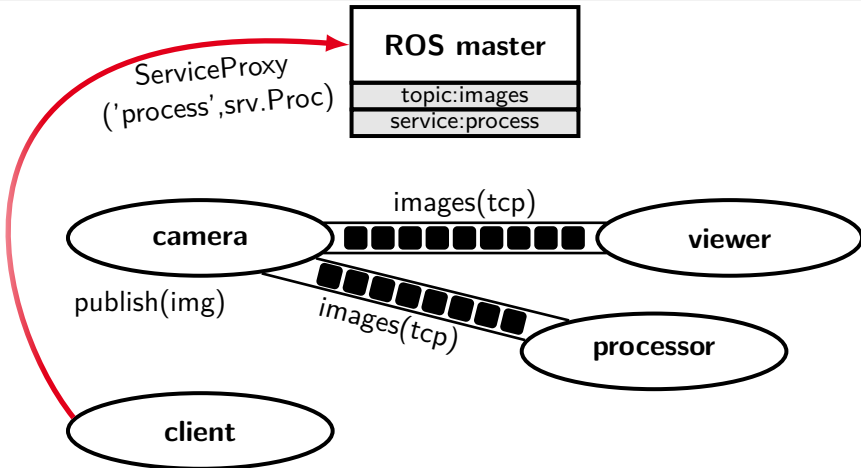 ROS master
topic:images
service:process
ServiceProxy
('process',srv.Proc)
images(tcp)
camera
viewer
publish(img)
images(tcp)
processor
client